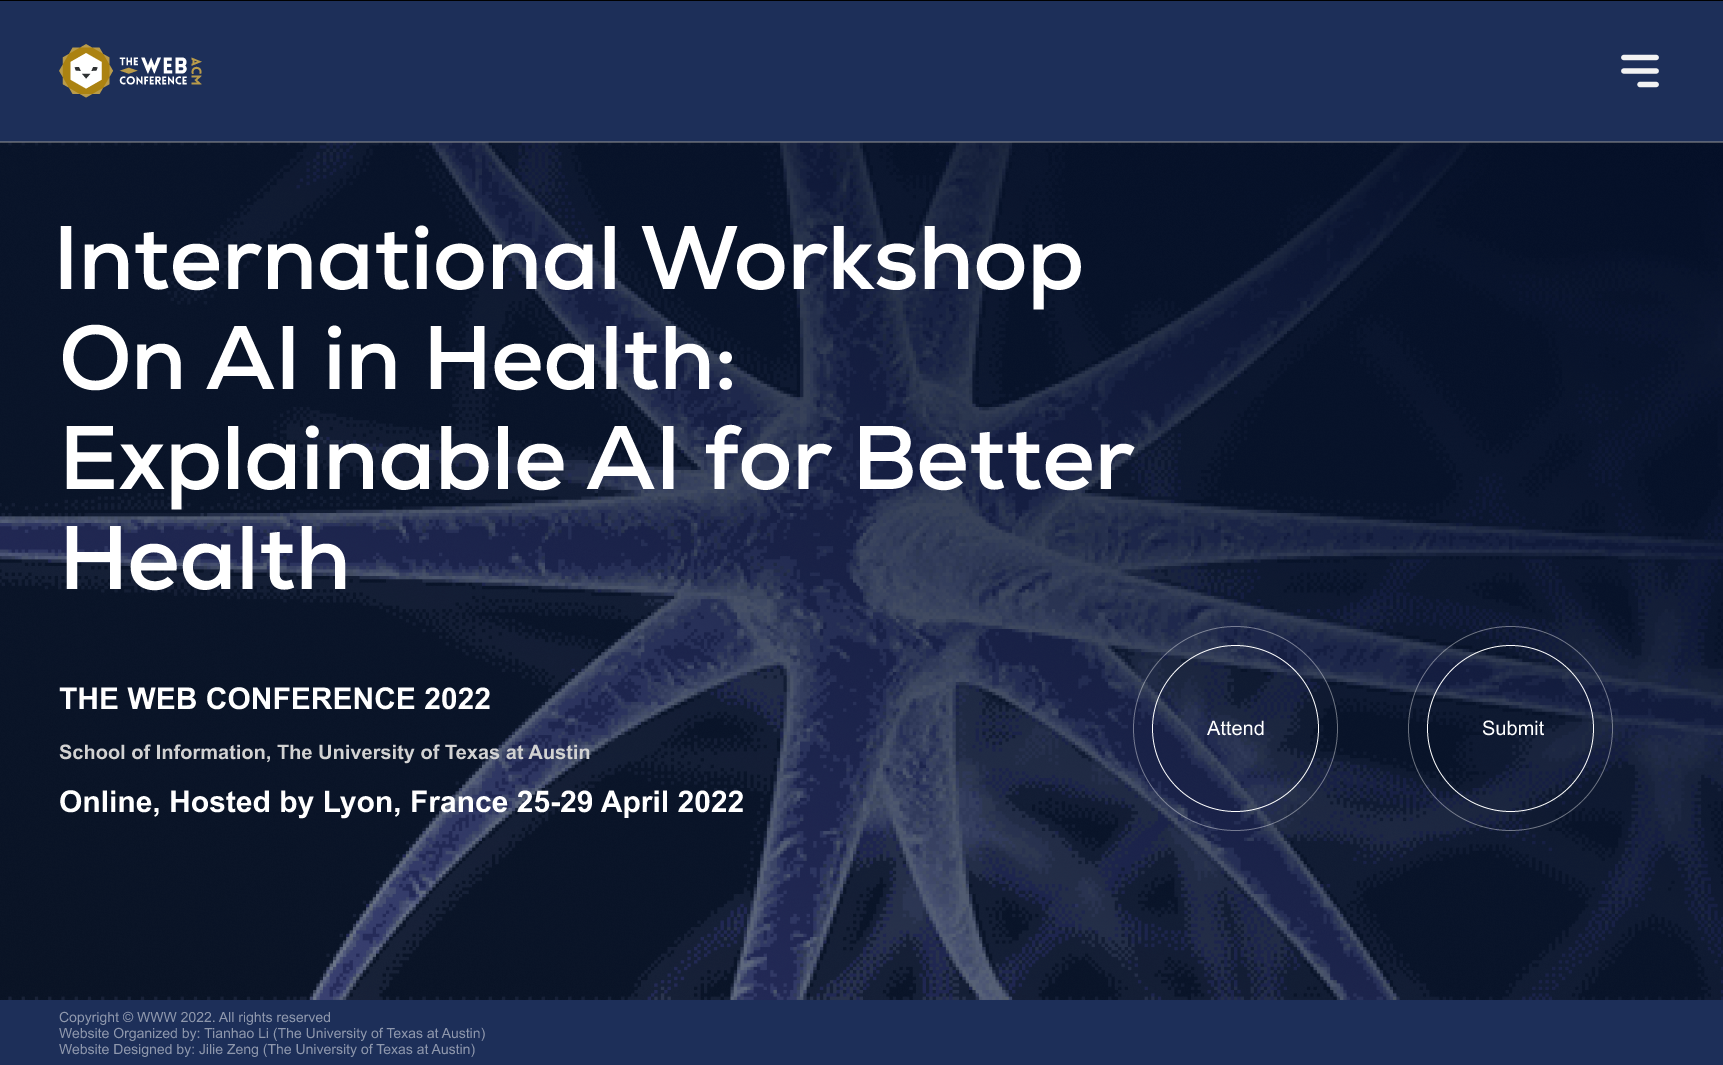 THE WEB
CONFERENCE
ACM
International Workshop
On AI in Health:
Explainable AI for Better
Health
THE WEB CONFERENCE 2022
School of Information, The University of Texas at Austin
Online, Hosted by Lyon, France 25-29 April 2022
Attend
Submit
Copyright © WWW 2022. All rights reserved
Website Organized by: Tianhao Li (The University of Texas at Austin)
Website Designed by: Jilie Zeng (The University of Texas at Austin)